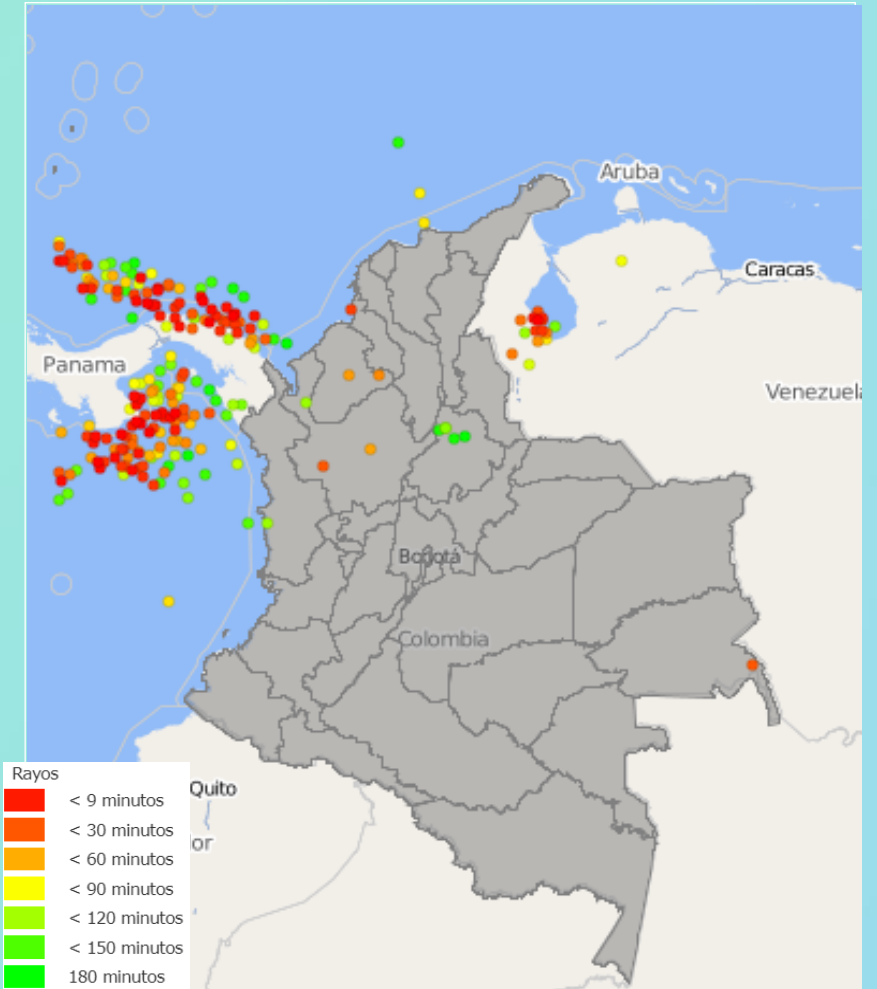 Aruba
Caracas
Panama
Venezuela
Bogotá
Colombia
Quito
or
Rayos
< 9 minutos
< 30 minutos
< 60 minutos
< 90 minutos
< 120 minutos
< 150 minutos
180 minutos